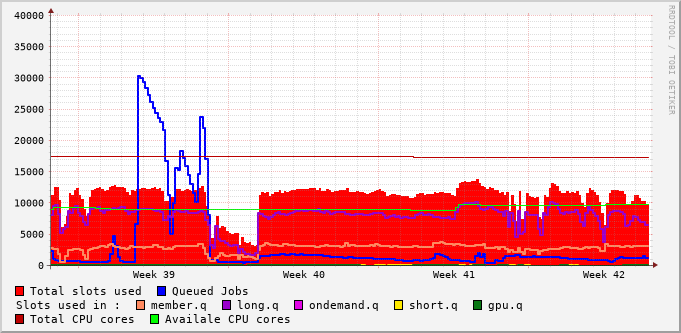 40000
35000
30000
25000
20000
15000
10000
5000
0
Week 39 Week 40 Week 41 Week 42
RRDTOOL / TOBI OETIKER
Total slots used Queued Jobs
Slots used in : member.q long.q ondemand.q short.q gpu.q
Total CPU cores Availale CPU cores